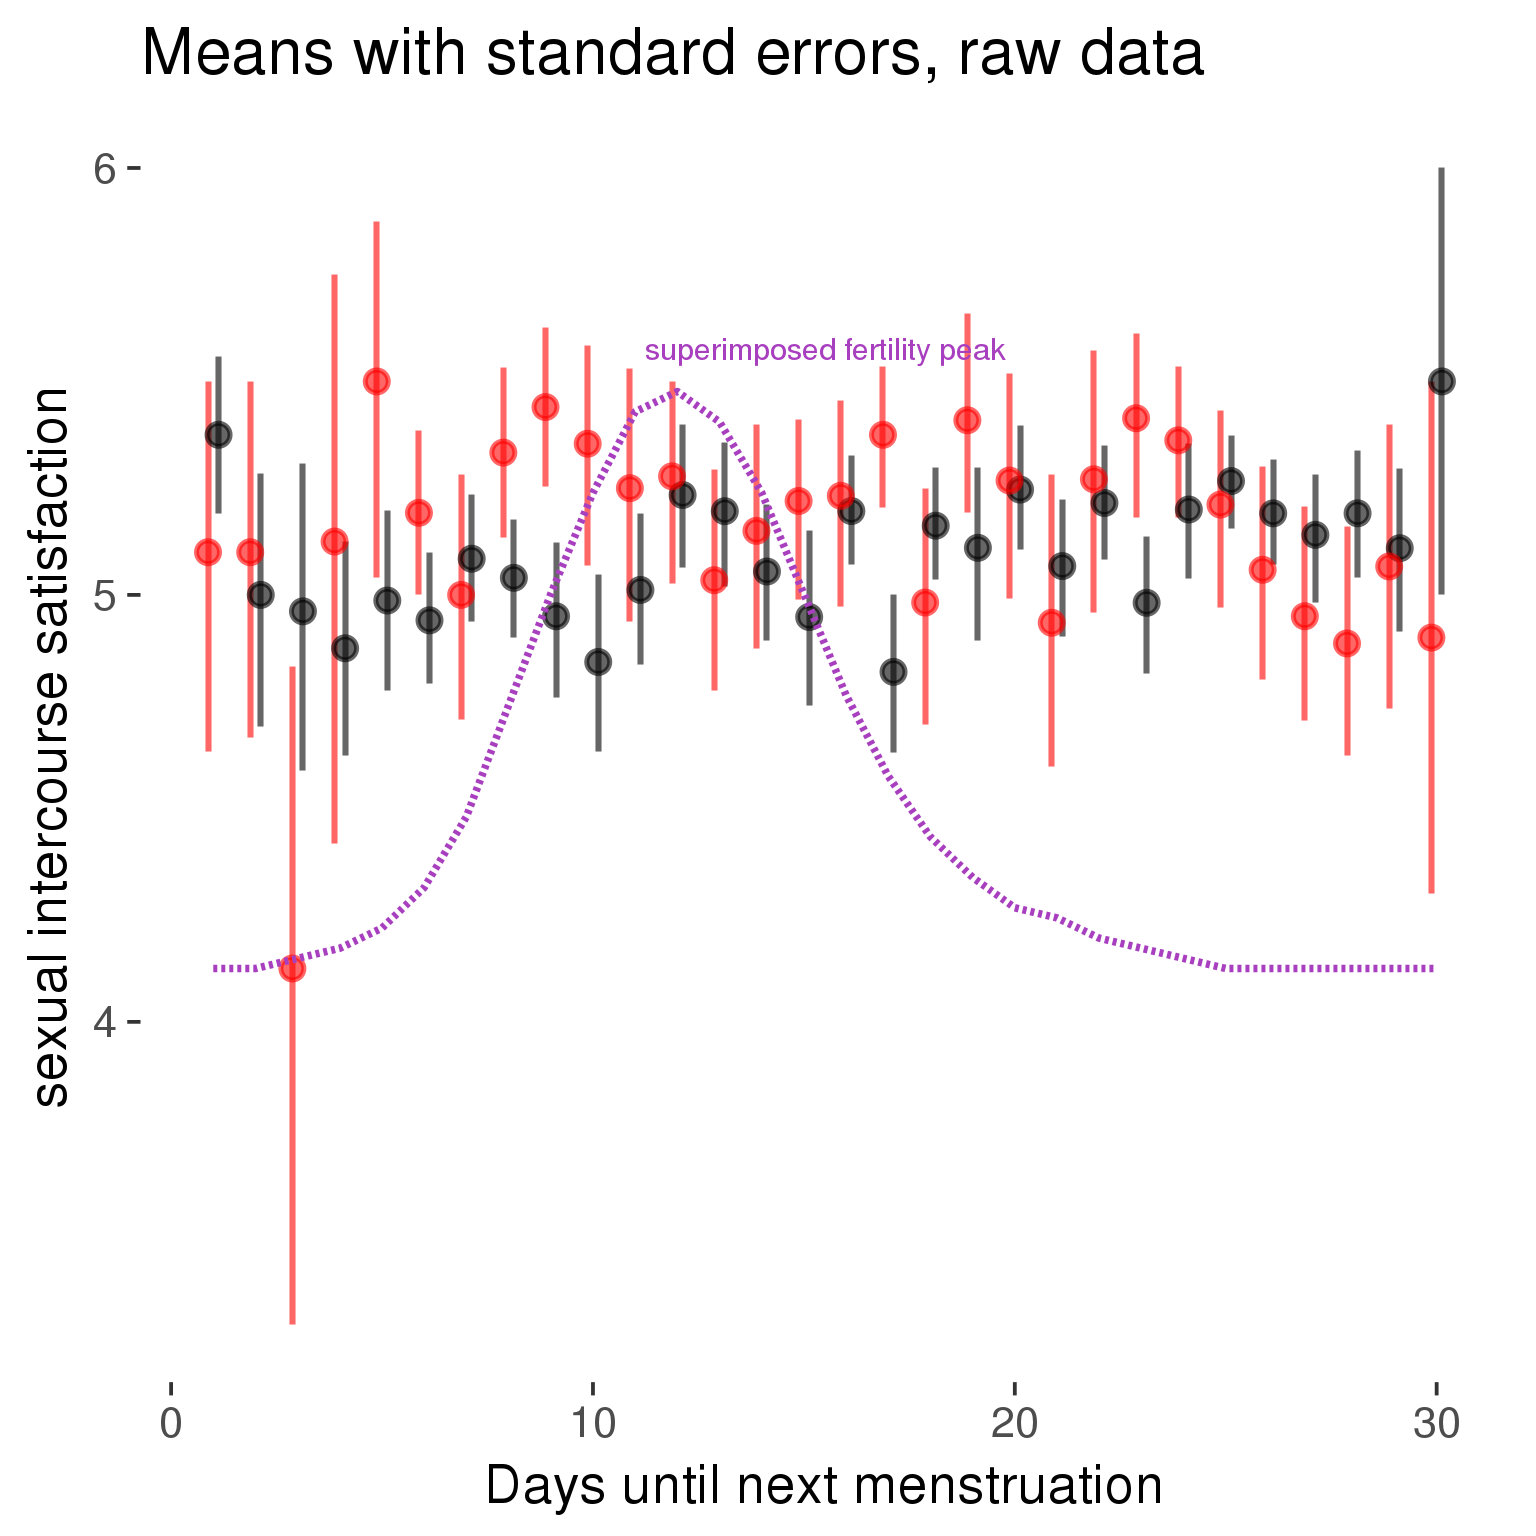 Means with standard errors, raw data
6
5
4
sexual intercourse satisfaction
superimposed fertility peak
0 10 20 30
Days until next menstruation